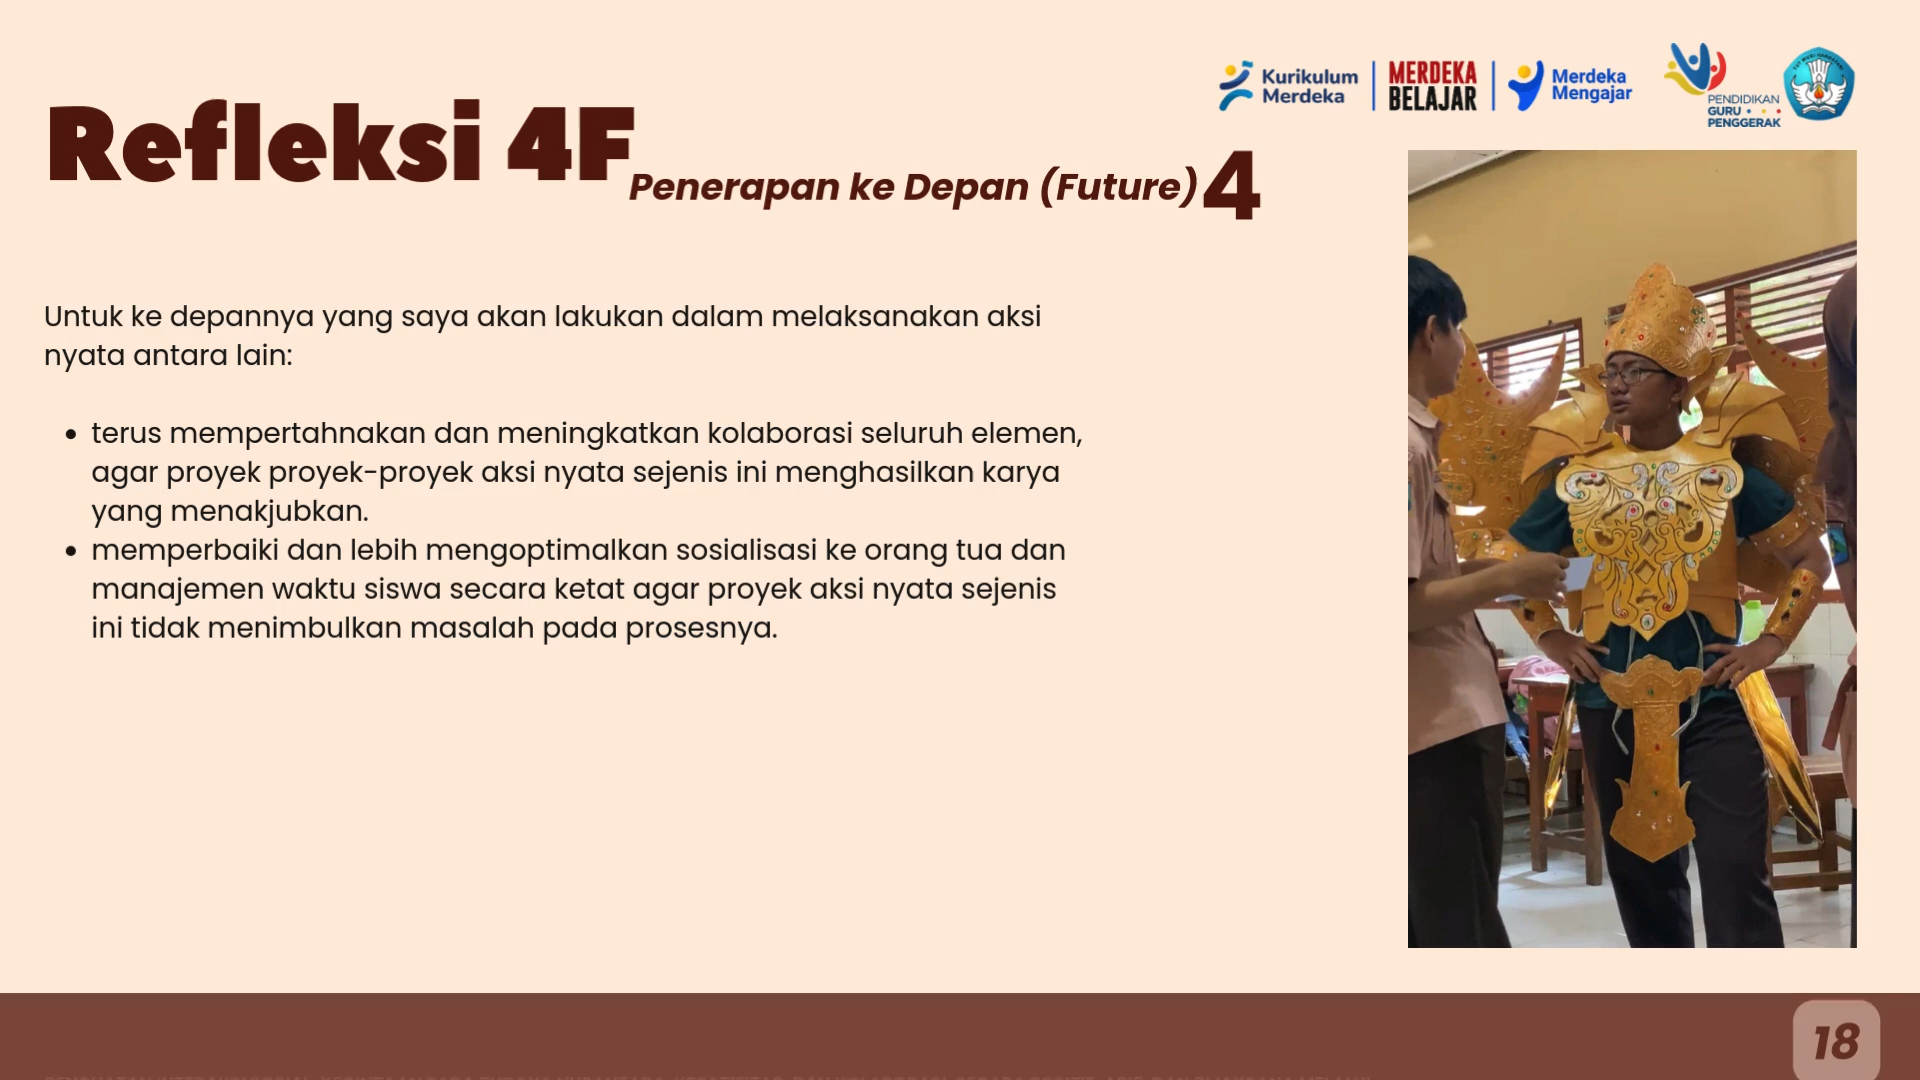 Kurikulum
Merdeka
MERDEKA
BELAJAR
Merdeka
Mengajar
PENDIDIKAN
GURU
PENGGERAK
Refleksi 4F
Penerapan ke Depan (Future) 4
Untuk ke depannya yang saya akan lakukan dalam melaksanakan aksi
nyata antara lain:
• terus mempertahnakan dan meningkatkan kolaborasi seluruh elemen,
agar proyek proyek-proyek aksi nyata sejenis ini menghasilkan karya
yang menakjubkan.
• memperbaiki dan lebih mengoptimalkan sosialisasi ke orang tua dan
manajemen waktu siswa secara ketat agar proyek aksi nyata sejenis
ini tidak menimbulkan masalah pada prosesnya.
18